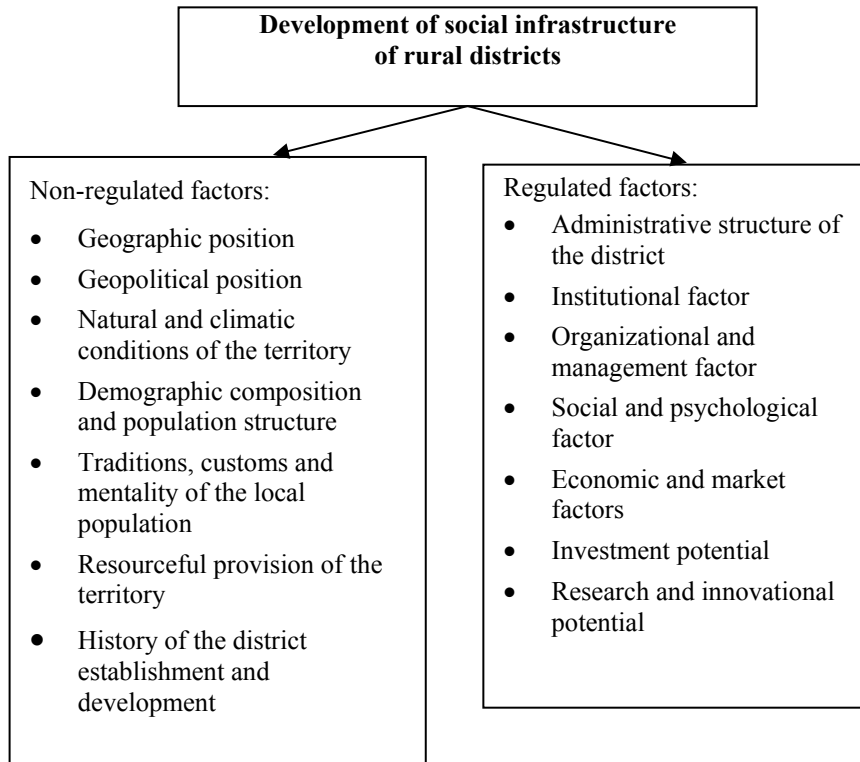 Development of social infrastructure
of rural districts
Non-regulated factors:
• Geographic position
• Geopolitical position
• Natural and climatic
conditions of the territory
• Demographic composition
and population structure
• Traditions, customs and
mentality of the local
population
• Resourceful provision of the
territory
• History of the district
establishment and
development
Regulated factors:
• Administrative structure of
the district
• Institutional factor
• Organizational and
management factor
• Social and psychological
factor
• Economic and market
factors
• Investment potential
• Research and innovational
potential